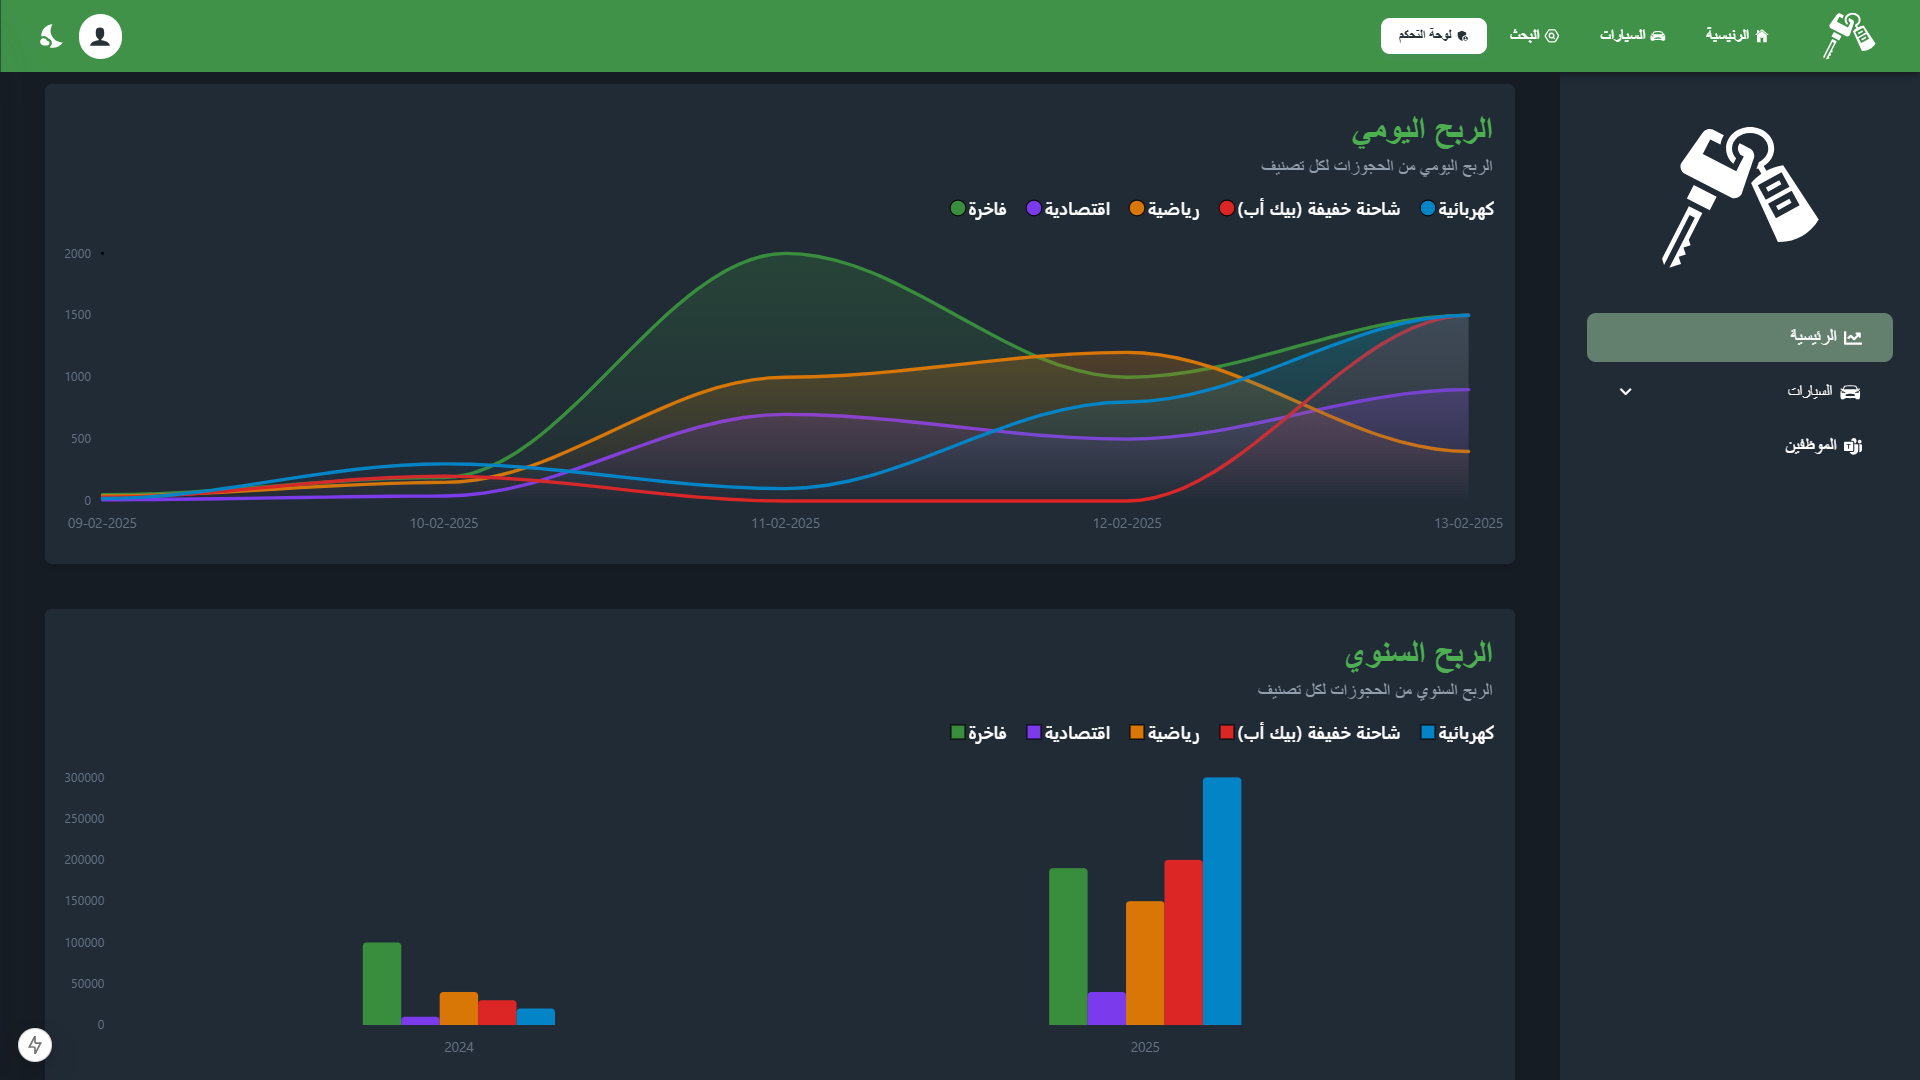 الرئيسية
السيارات
البحث
لوحة التحكم
الرئيسية
السيارات
الموظفين
الربح اليومي
الربح اليومي من الحجوزات لكل تصنيف
كهربائية شاحنة خفيفة (بيك أب) رياضية اقتصادية فاخرة
2000
1500
1000
500
0
09-02-2025 10-02-2025 11-02-2025 12-02-2025 13-02-2025
الربح السنوي
الربح السنوي من الحجوزات لكل تصنيف
كهربائية شاحنة خفيفة (بيك أب) رياضية اقتصادية فاخرة
300000
250000
200000
150000
100000
50000
0
2024 2025